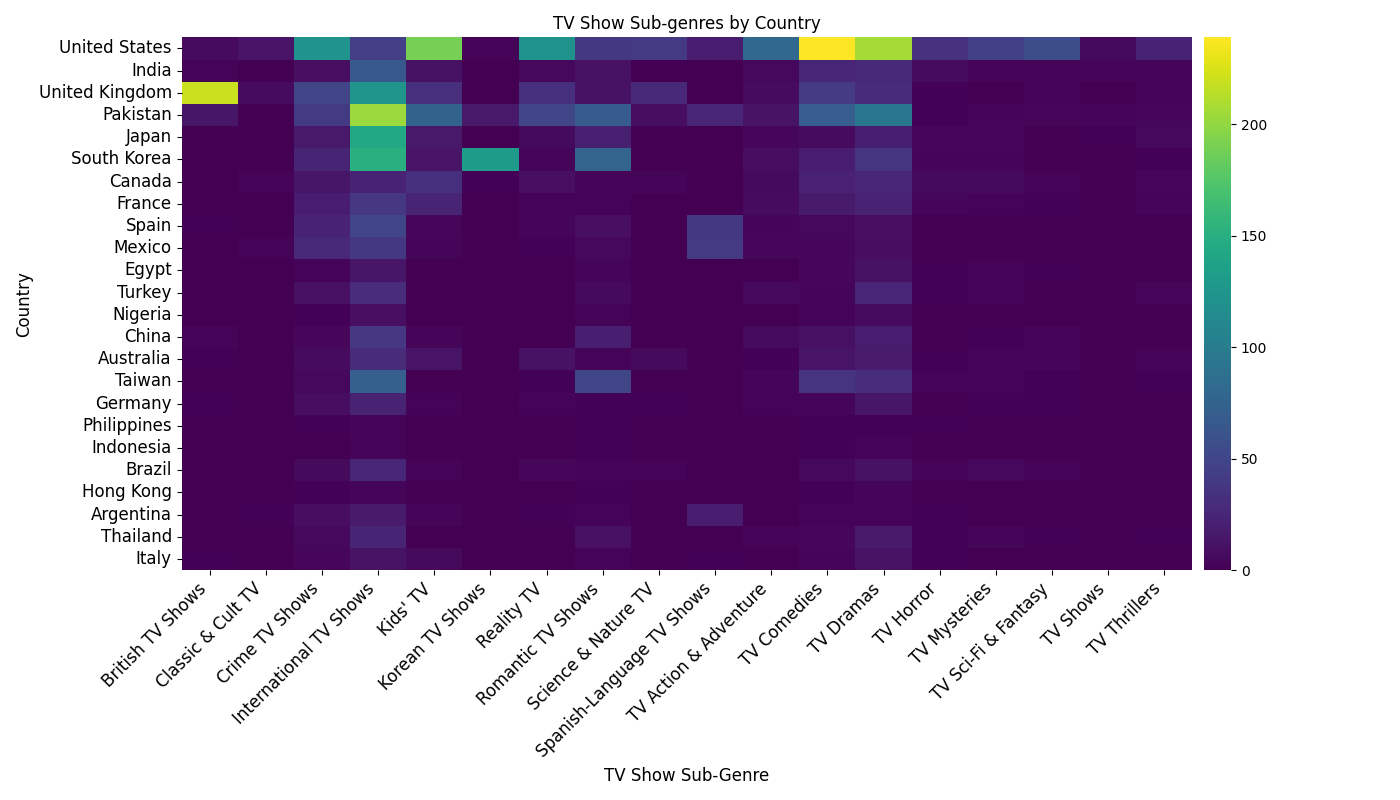 TV Show Sub-genres by Country
Country
United States
India
United Kingdom
Pakistan
Japan
South Korea
Canada
France
Spain
Mexico
Egypt
Turkey
Nigeria
China
Australia
Taiwan
Germany
Philippines
Indonesia
Brazil
Hong Kong
Argentina
Thailand
Italy
British TV Shows
Classic & Cult TV
Crime TV Shows
International TV Shows
Kids' TV
Korean TV Shows
Reality TV
Romantic TV Shows
Science & Nature TV
Spanish-Language TV Shows
TV Action & Adventure
TV Comedies
TV Dramas
TV Horror
TV Mysteries
TV Sci-Fi & Fantasy
TV Shows
TV Thrillers
TV Show Sub-Genre
200
150
100
50
0